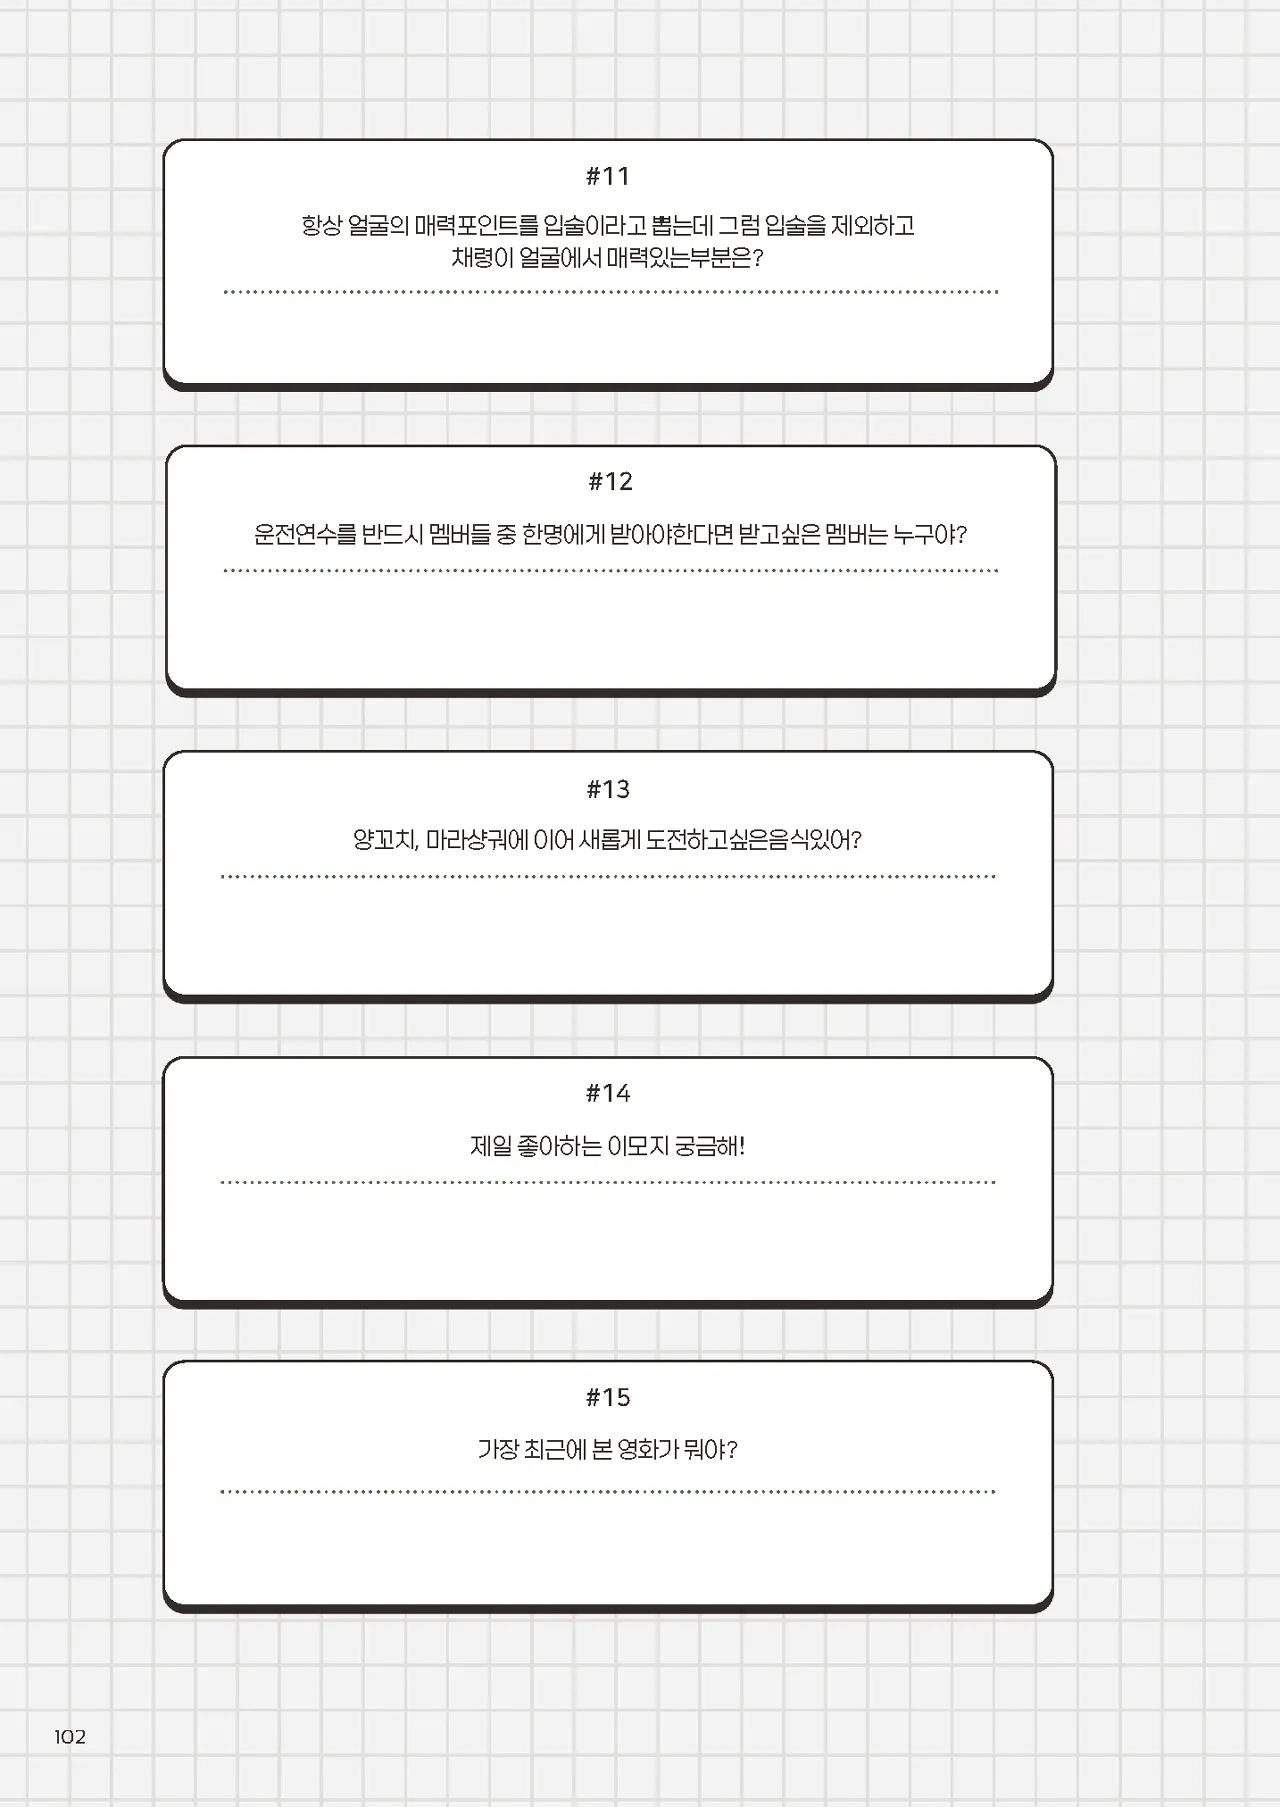 #11
항상 얼굴의 매력포인트를 입술이라고 뽑는데 그럼 입술을 제외하고
채령이 얼굴에서 매력있는부분은?
#12
운전연수를 반드시 멤버들 중 한명에게 받아야한다면 받고싶은 멤버는 누구야?
#13
양꼬치, 마라샹궈에 이어 새롭게 도전하고싶은음식있어?
#14
제일 좋아하는 이모지 궁금해!
#15
가장 최근에 본 영화가 뭐야?
102